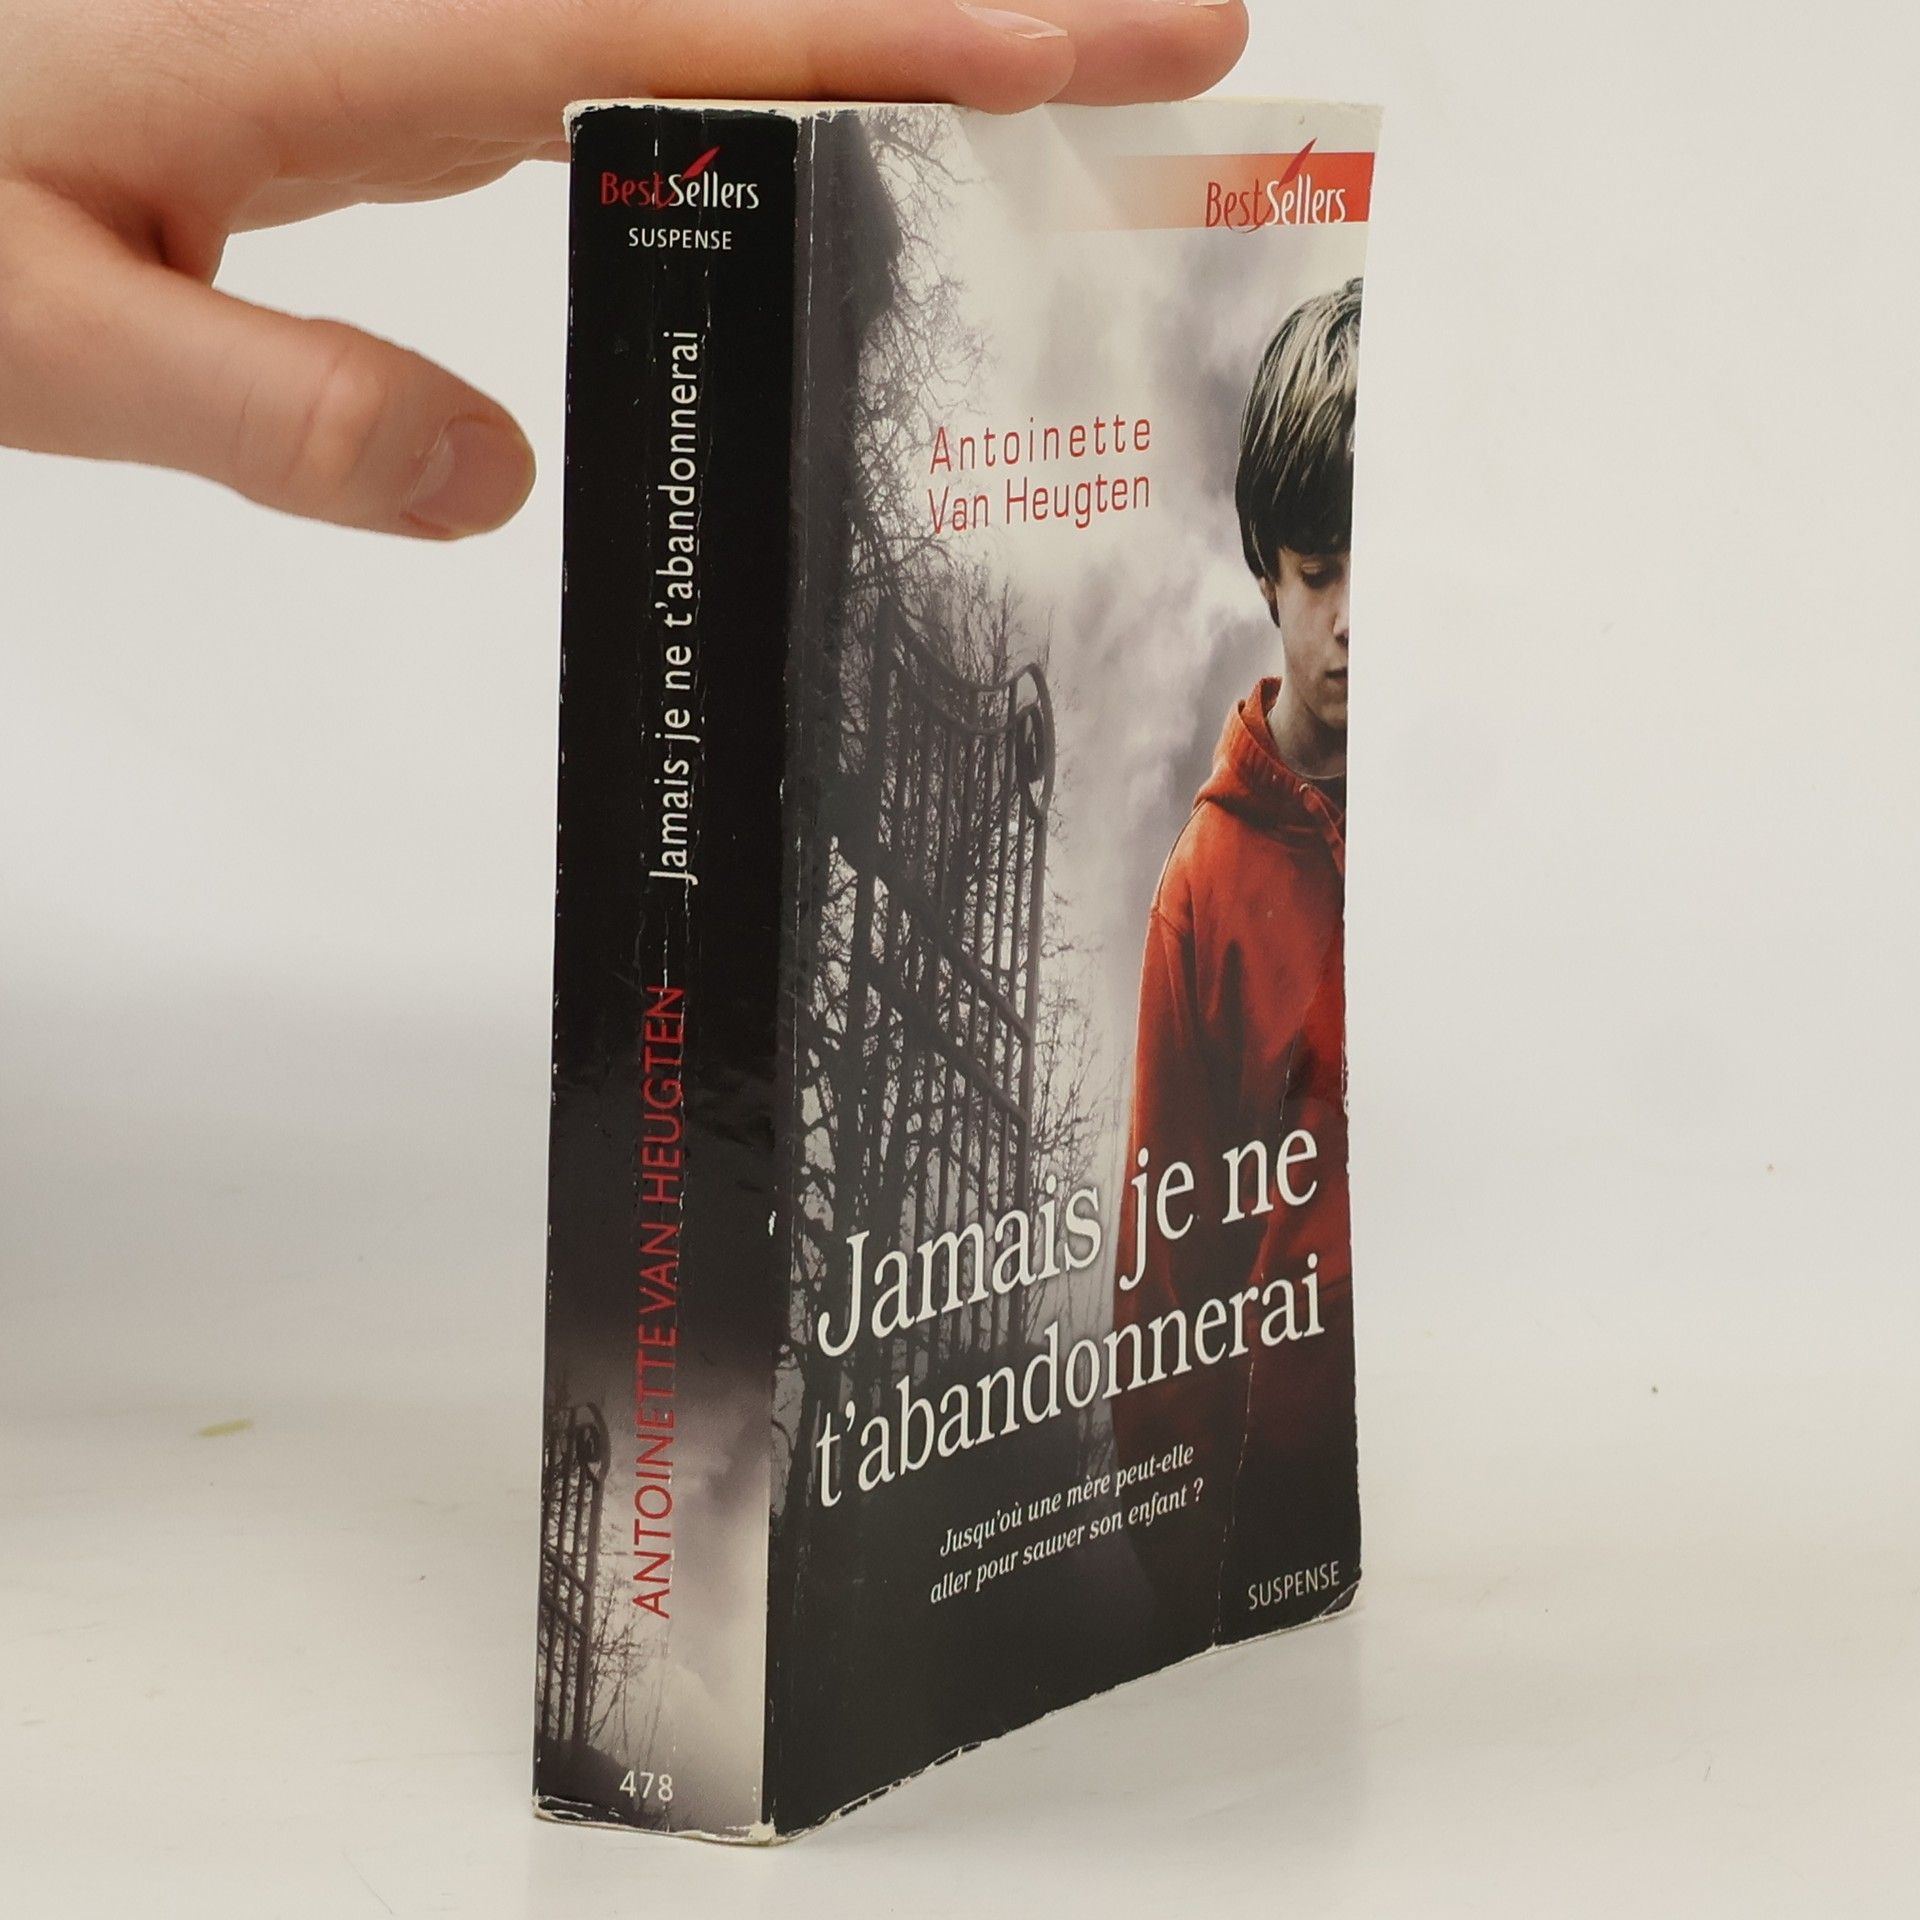 BestSellers
SUSPENSE
Jamais je ne t'abandonnerai
ANTOINETTE VAN HEUGTEN
478
BestSellers
Antoinette
Van Heugten
Jamais je ne
t'abandonnerai
Jusqu'où une mère peut-elle
aller pour sauver son enfant ?
SUSPENSE